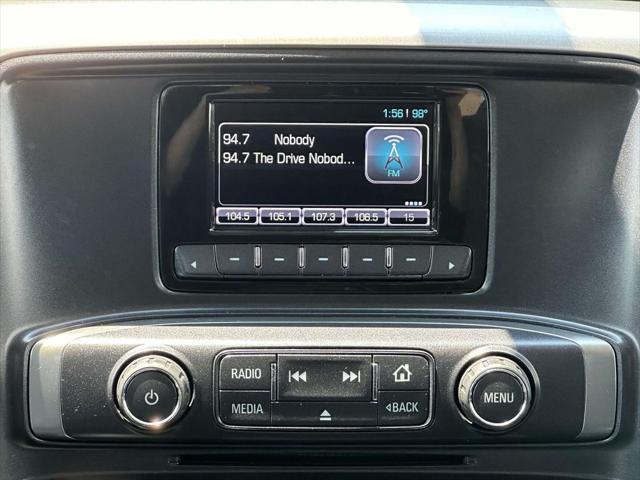 1:56 ! 98°
94.7 Nobody
94.7 The Drive Nobod...
FM
104.5 105.1 107.3 106.5 15
RADIO
MEDIA
BACK
MENU